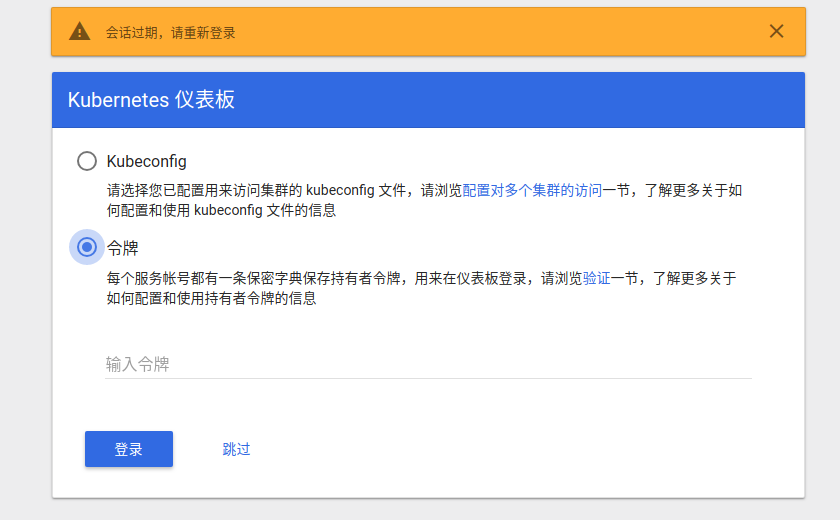 会话过期，请重新登录
Kubernetes 仪表板
Kubeconfig
请选择您已配置用来访问集群的 kubeconfig 文件，请浏览配置对多个集群的访问一节，了解更多关于如
何配置和使用 kubeconfig 文件的信息
令牌
每个服务帐号都有一条保密字典保存持有者令牌，用来在仪表板登录，请浏览验证一节，了解更多关于
如何配置和使用持有者令牌的信息
输入令牌
登录 跳过